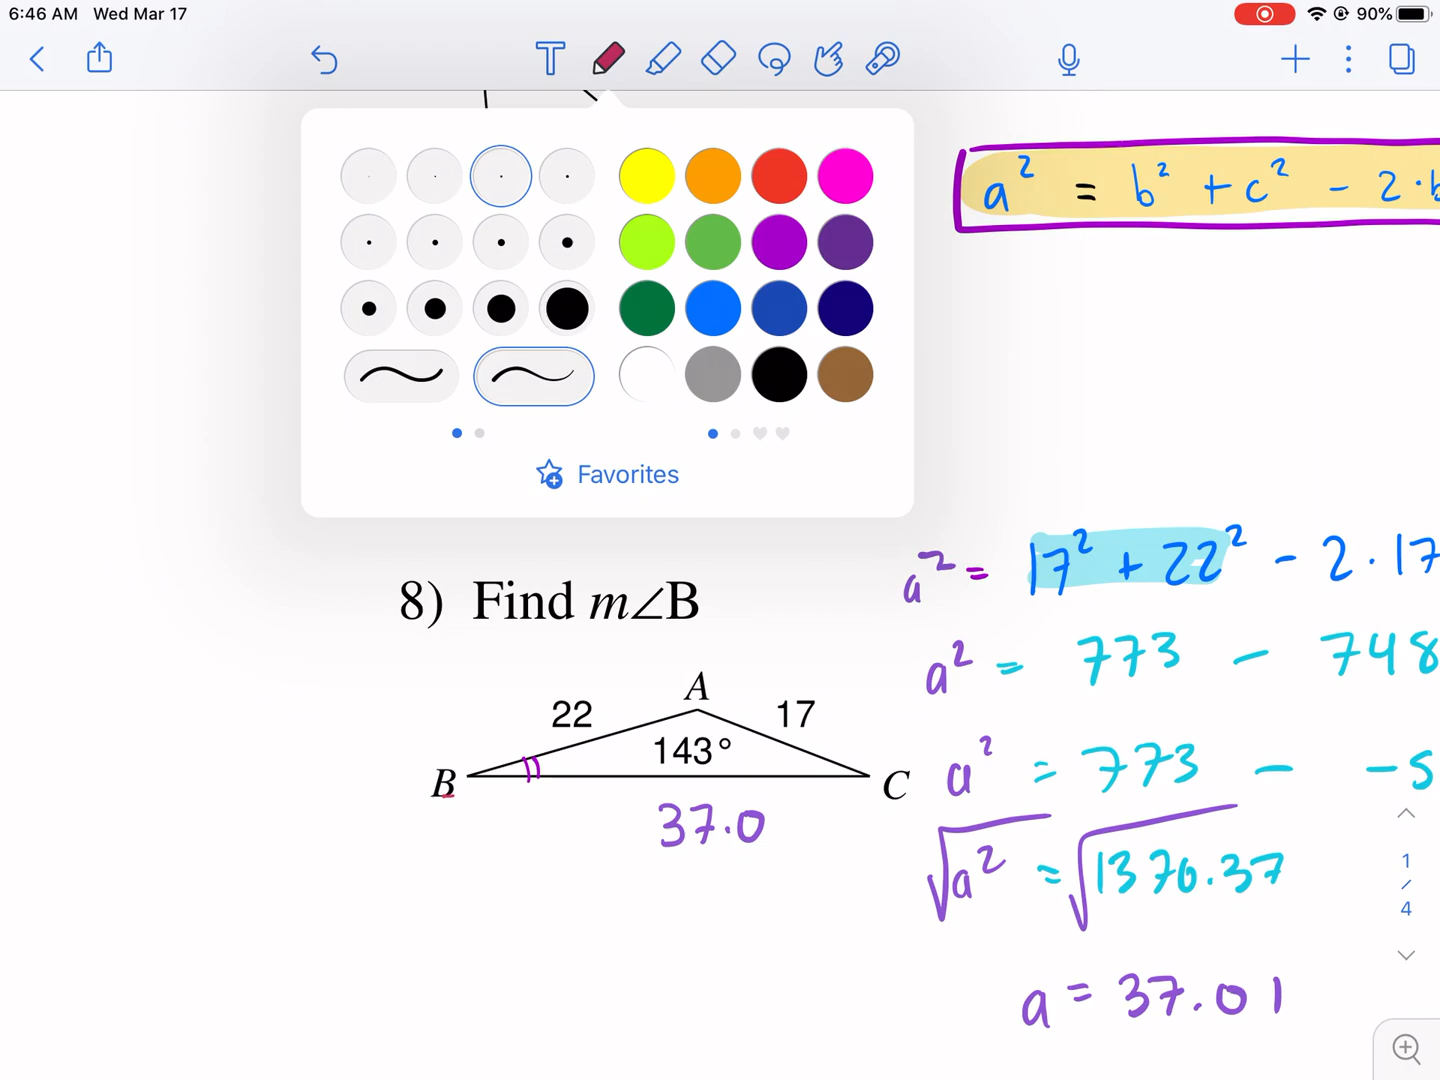 6:46 AM Wed Mar 17
90%
T
a² = b² + c² - 2·b
Favorites
a² = 17² + 22² - 2·17
8) Find m∠B
a² = 773 - 748
A
22
17
143°
B
C
a² = 773 - -5
37.0
√a² = √1370.37
1
/
4
a = 37.01